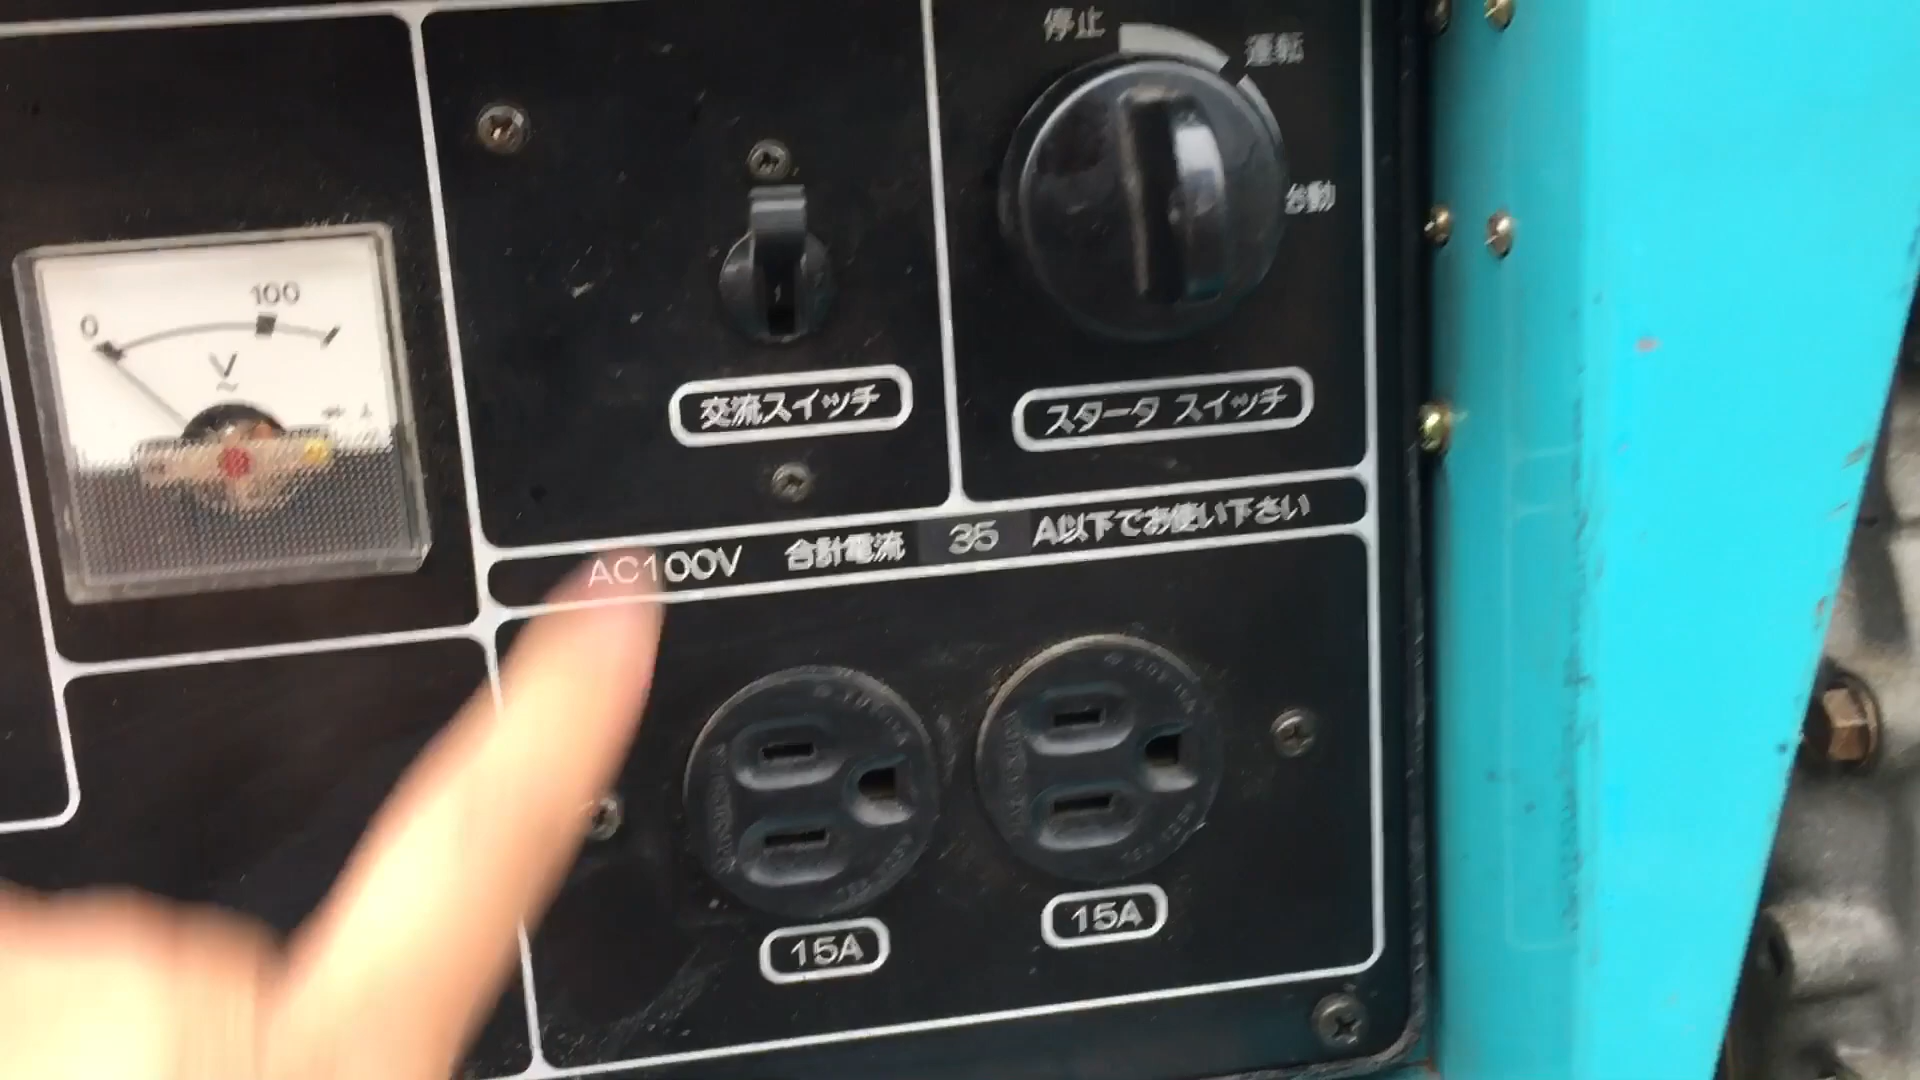 停止
運転
始動
0
100
V
交流スイッチ
スタータ スイッチ
AC100V 合計電流 35 A以下でお使い下さい
15A
15A